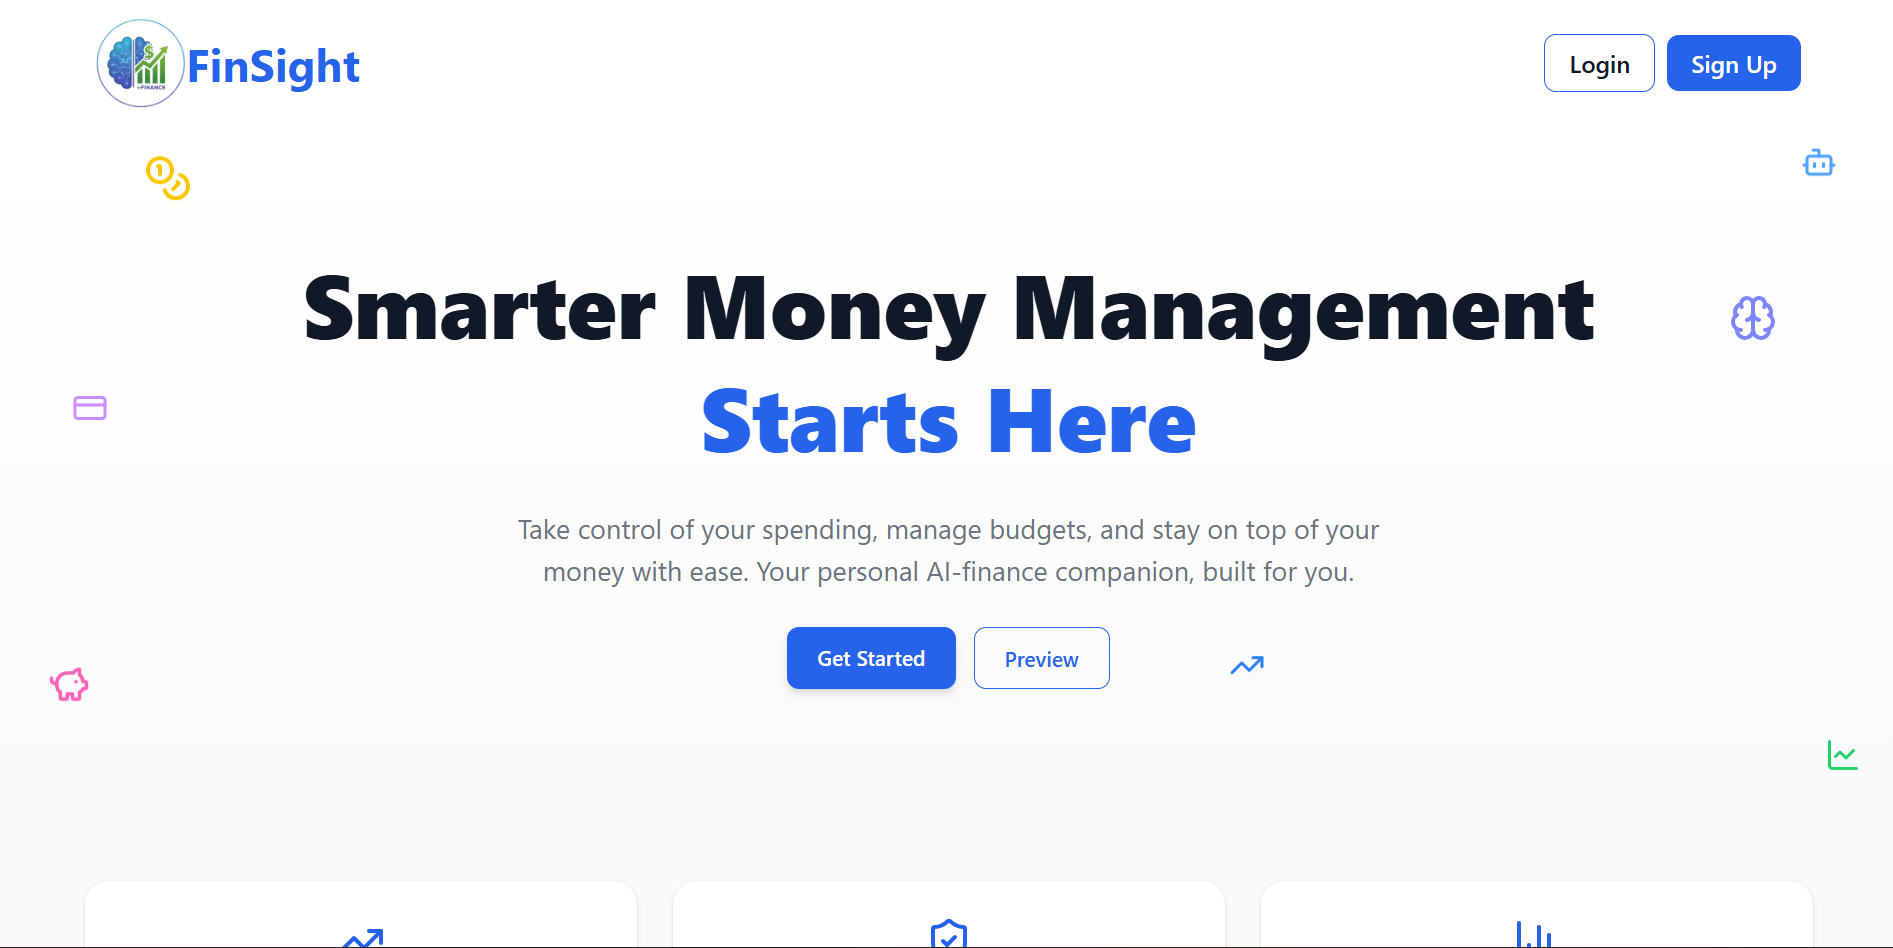 FinSight
Login
Sign Up
Smarter Money Management
Starts Here
Take control of your spending, manage budgets, and stay on top of your
money with ease. Your personal AI-finance companion, built for you.
Get Started
Preview